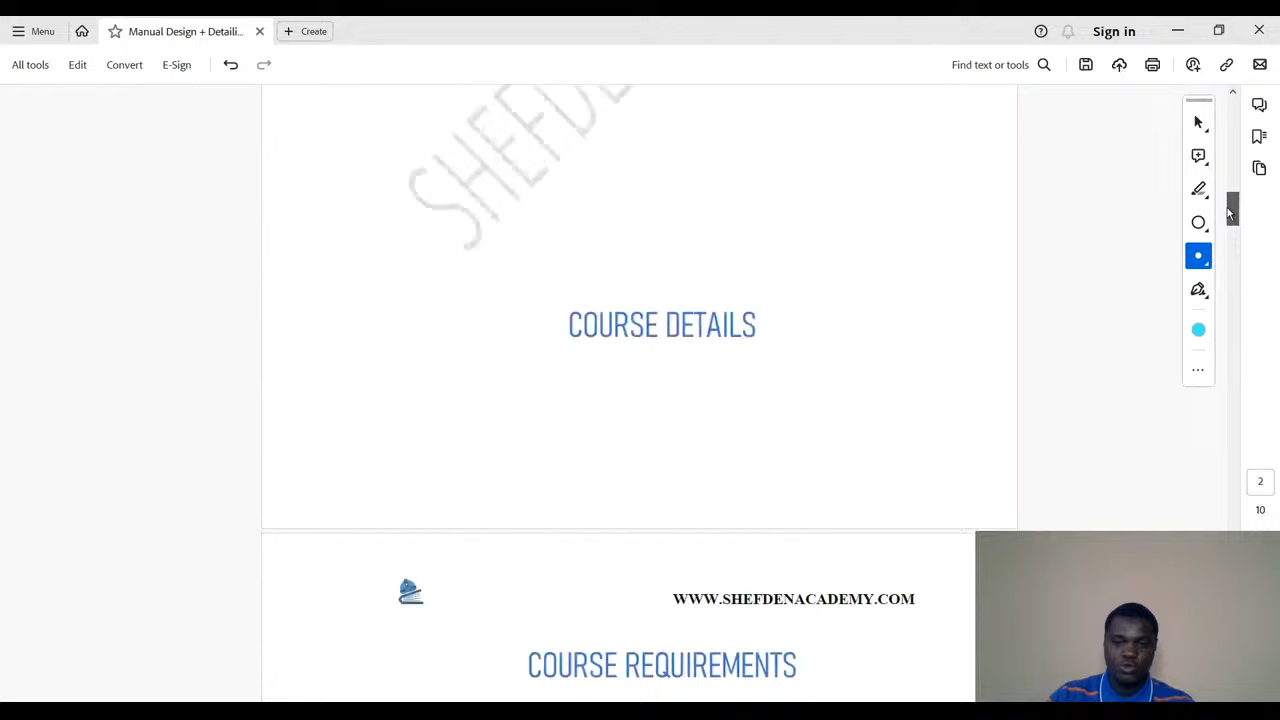 Menu
Manual Design + Detaili...
Create
Sign in
All tools
Edit
Convert
E-Sign
Find text or tools
SHEFDE
COURSE DETAILS
2
10
WWW.SHEFDENACADEMY.COM
COURSE REQUIREMENTS